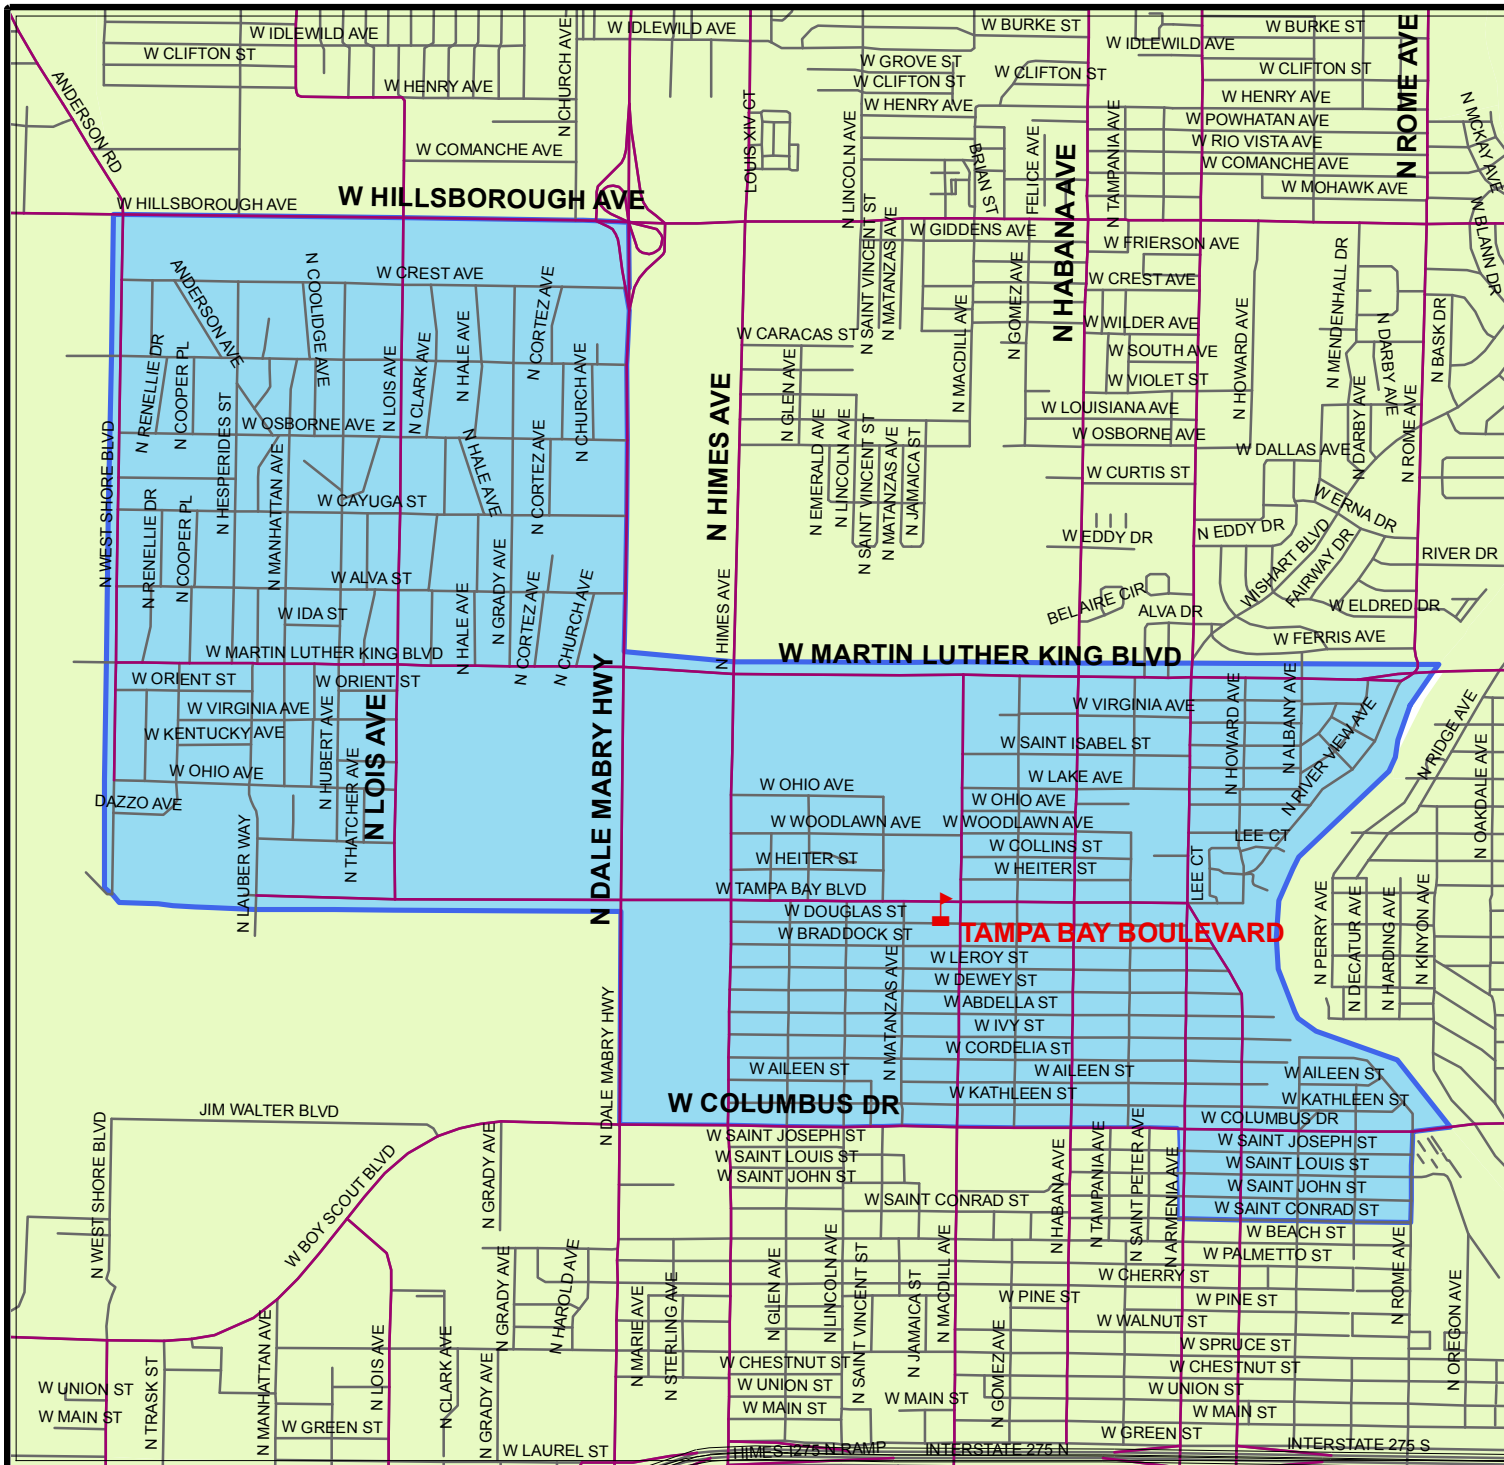 W IDLEWILD AVE
W IDLEWILD AVE
W BURKE ST
W BURKE ST
N ROME AVE
W CLIFTON ST
N CHURCH AVE
W IDLEWILD AVE
W GROVE ST
W CLIFTON ST
W CLIFTON ST
W CLIFTON ST
ANDERSON RD
W HENRY AVE
W HENRY AVE
W HENRY AVE
N MCKAY AVE
LOUIS XIV CT
N LINCOLN AVE
BRIAN ST
FELICE AVE
N HABANA AVE
N TAMPANIA AVE
W POWHATAN AVE
W RIO VISTA AVE
W COMANCHE AVE
W COMANCHE AVE
W MOHAWK AVE
W HILLSBOROUGH AVE
W HILLSBOROUGH AVE
N SAINT VINCENT ST
N MATANZAS AVE
W GIDDENS AVE
W FRIERSON AVE
N BLANN DR
W CREST AVE
W CREST AVE
ANDERSON AVE
N COOLIDGE AVE
N CORTEZ AVE
N GOMEZ AVE
N MENDENHALL DR
N DARBY AVE
N BASK DR
W CARACAS ST
W WILDER AVE
W SOUTH AVE
W VIOLET ST
N HOWARD AVE
N RENELLIE DR
N COOPER PL
N HESPERIDES ST
N LOIS AVE
N CLARK AVE
N HALE AVE
N CHURCH AVE
N HIMES AVE
N GLEN AVE
N MACDILL AVE
W LOUISIANA AVE
W OSBORNE AVE
W OSBORNE AVE
W DALLAS AVE
N DARBY AVE
N ROME AVE
N WEST SHORE BLVD
N MANHATTAN AVE
N HALE AVE
N CORTEZ AVE
N EMERALD AVE
N LINCOLN AVE
N SAINT VINCENT ST
N MATANZAS AVE
N JAMAICA ST
W CURTIS ST
W CAYUGA ST
W ERNA DR
N RENELLIE DR
N COOPER PL
W EDDY DR
N EDDY DR
WISHART BLVD
FAIRWAY DR
RIVER DR
W ALVA ST
N HALE AVE
N GRADY AVE
N CORTEZ AVE
N CHURCH AVE
N HIMES AVE
BELAIRE CIR
ALVA DR
W ELDRED DR
W IDA ST
W FERRIS AVE
W MARTIN LUTHER KING BLVD
W MARTIN LUTHER KING BLVD
W ORIENT ST
W ORIENT ST
W VIRGINIA AVE
W VIRGINIA AVE
W KENTUCKY AVE
W SAINT ISABEL ST
N HUBERT AVE
N THATCHER AVE
N LOIS AVE
N DALE MABRY HWY
N HOWARD AVE
N ALBANY AVE
N RIVER VIEW AVE
N RIDGE AVE
N OAKDALE AVE
W OHIO AVE
W OHIO AVE
W LAKE AVE
W OHIO AVE
DAZZO AVE
W WOODLAWN AVE
W WOODLAWN AVE
LEE CT
W COLLINS ST
W HEITER ST
W HEITER ST
LEE CT
N LAUBER WAY
W TAMPA BAY BLVD
W DOUGLAS ST
W BRADDOCK ST
TAMPA BAY BOULEVARD
N PERRY AVE
N DECATUR AVE
N HARDING AVE
N KINYON AVE
N MATANZAS AVE
W LEROY ST
W DEWEY ST
W ABDELLA ST
W IVY ST
W CORDELIA ST
N DALE MABRY HWY
W AILEEN ST
W AILEEN ST
W AILEEN ST
W KATHLEEN ST
W KATHLEEN ST
W COLUMBUS DR
W COLUMBUS DR
JIM WALTER BLVD
W SAINT JOSEPH ST
W SAINT JOSEPH ST
W SAINT LOUIS ST
W SAINT LOUIS ST
W SAINT JOHN ST
W SAINT JOHN ST
N WEST SHORE BLVD
W BOY SCOUT BLVD
N GRADY AVE
W SAINT CONRAD ST
W SAINT CONRAD ST
N HABANA AVE
N TAMPANIA AVE
N SAINT PETER AVE
N ARMENIA AVE
W BEACH ST
W PALMETTO ST
W CHERRY ST
N GRADY AVE
N HAROLD AVE
N MARIE AVE
N STERLING AVE
N GLEN AVE
N LINCOLN AVE
N SAINT VINCENT ST
N JAMAICA ST
N MACDILL AVE
W PINE ST
W PINE ST
N ROME AVE
N OREGON AVE
W WALNUT ST
W SPRUCE ST
N TRASK ST
N MANHATTAN AVE
N LOIS AVE
N CLARK AVE
N GRADY AVE
W CHESTNUT ST
W CHESTNUT ST
N GOMEZ AVE
W UNION ST
W UNION ST
W UNION ST
W MAIN ST
W MAIN ST
W MAIN ST
W MAIN ST
W GREEN ST
W GREEN ST
W LAUREL ST
HIMES I275 N RAMP
INTERSTATE 275 N
INTERSTATE 275 S